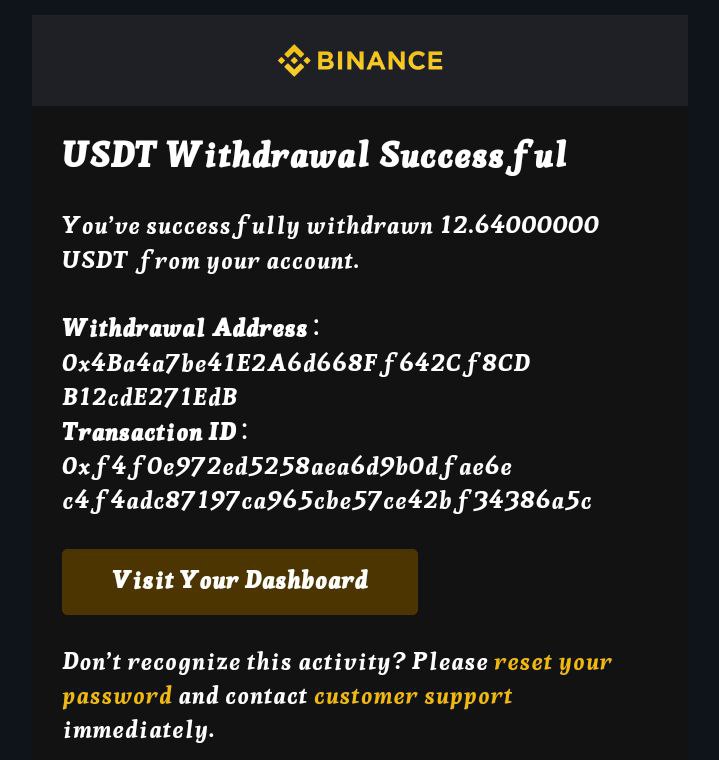 BINANCE
USDT Withdrawal Successful
You've successfully withdrawn 12.64000000
USDT from your account.
Withdrawal Address:
0x4Ba4a7be41E2A6d668Ff642Cf8CD
B12cdE271EdB
Transaction ID:
0xf4f0e972ed5258aea6d9b0dfae6e
c4f4adc87197ca965cbe57ce42bf34386a5c
Visit Your Dashboard
Don't recognize this activity? Please reset your
password and contact customer support
immediately.